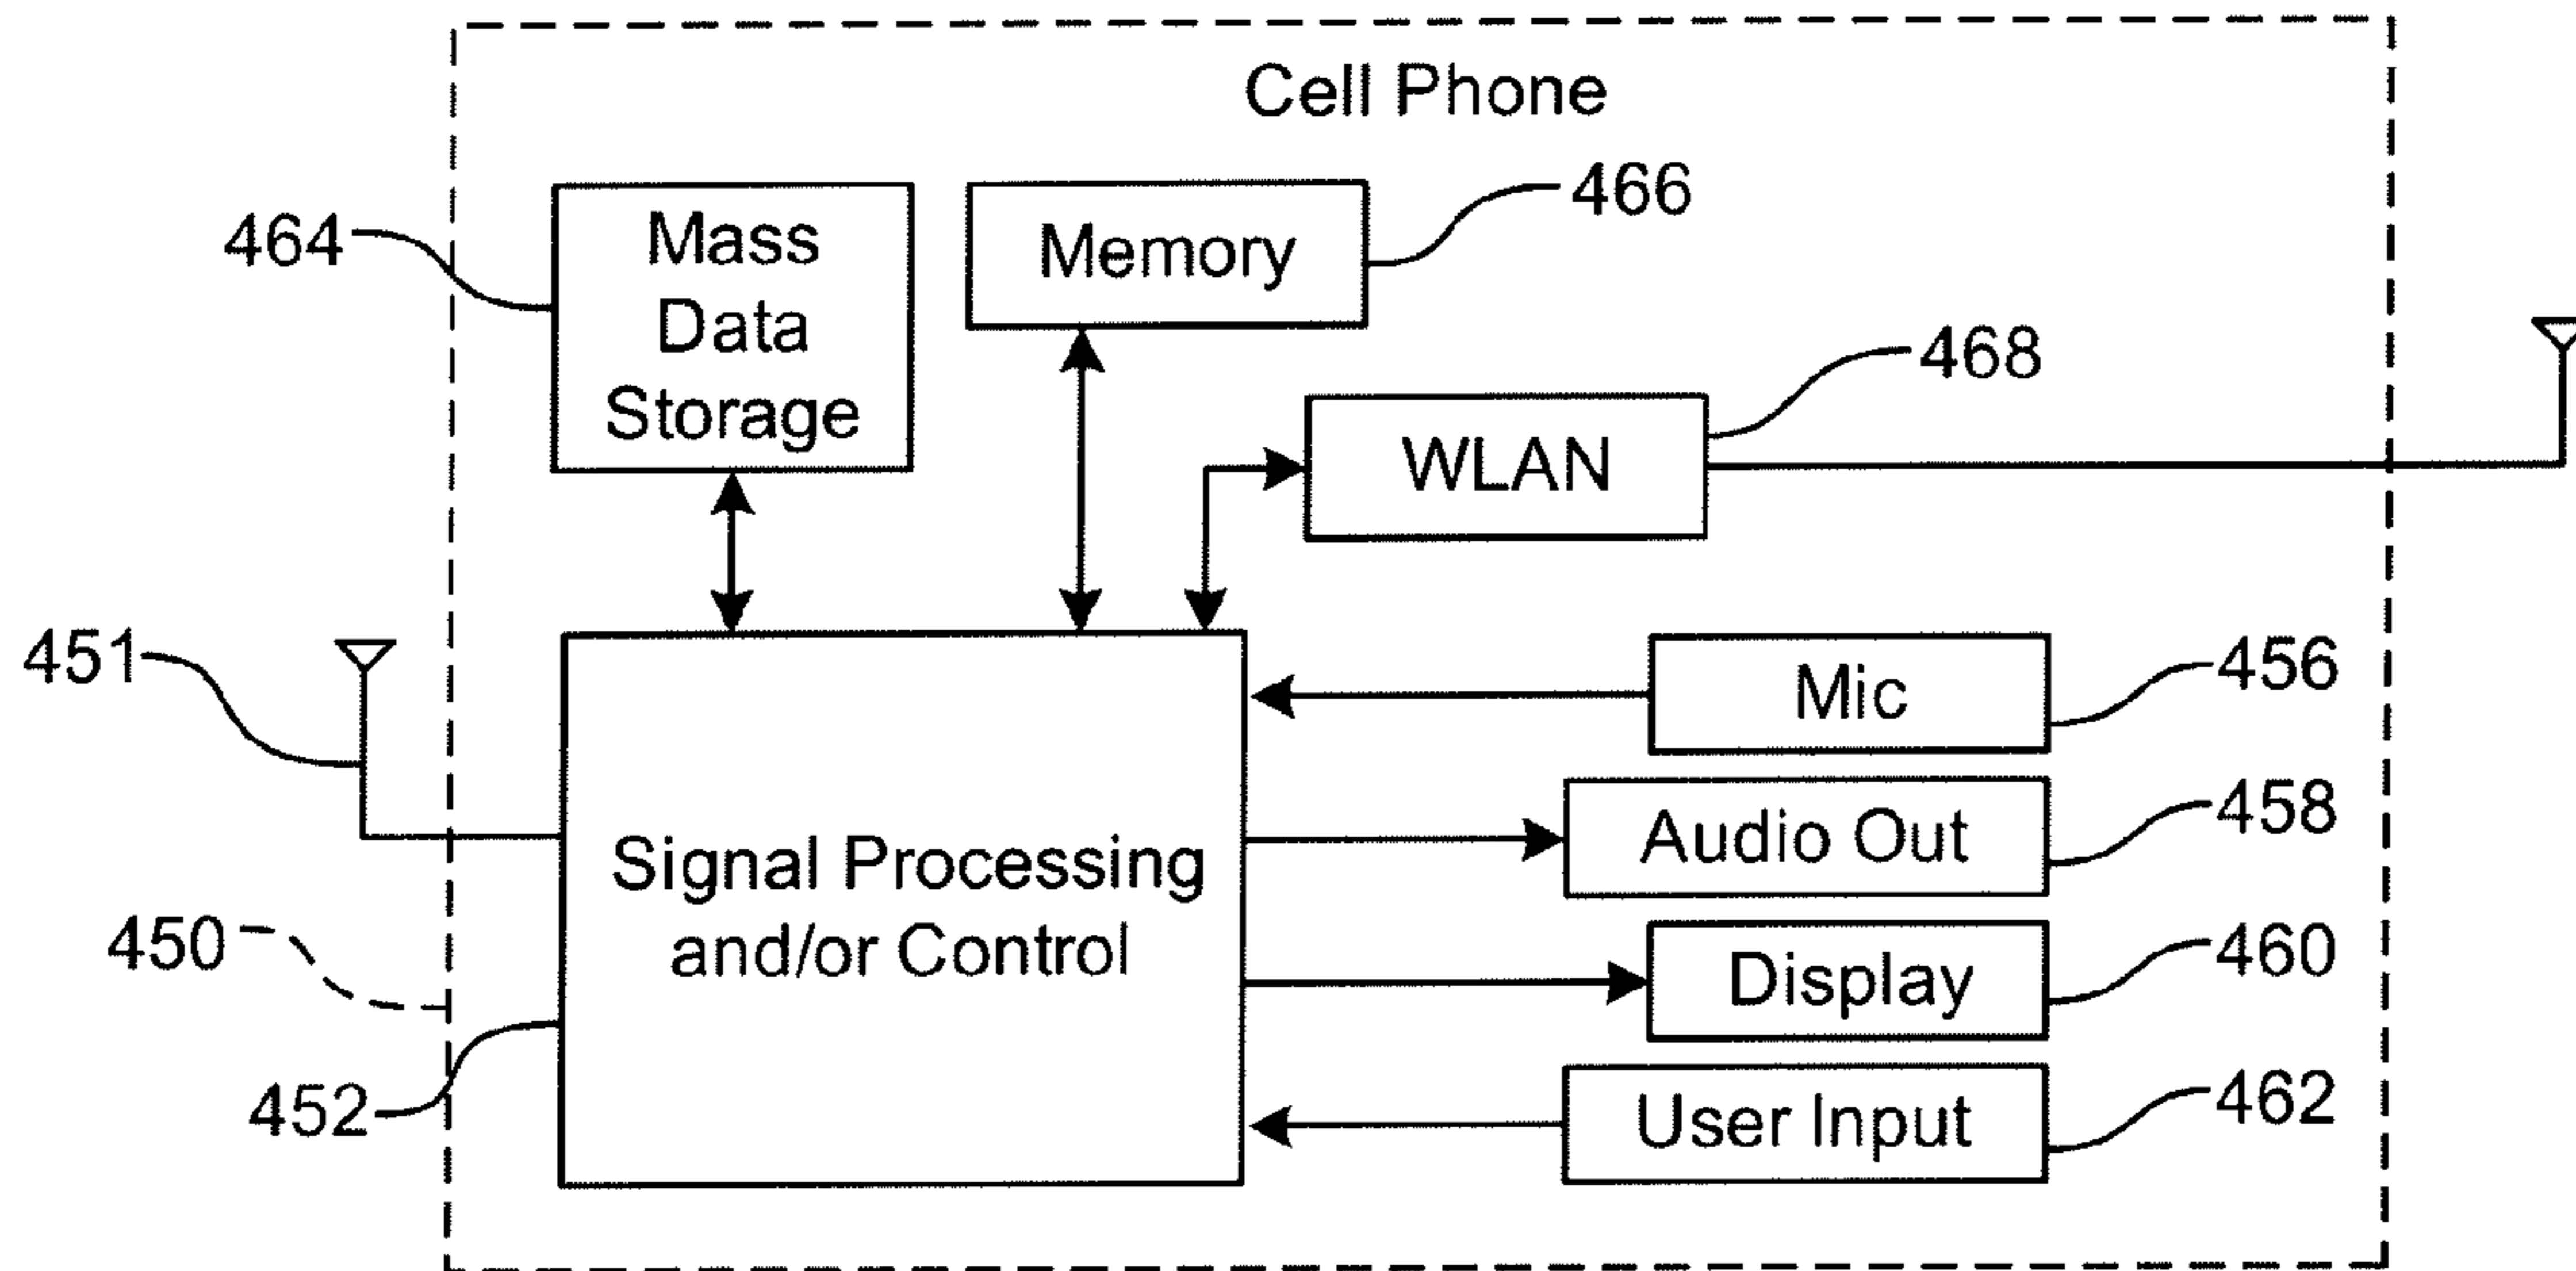 Cell Phone
464
Mass
Data
Storage
Memory
466
WLAN
468
451
450
452
Signal Processing
and/or Control
Mic
456
Audio Out
458
Display
460
User Input
462